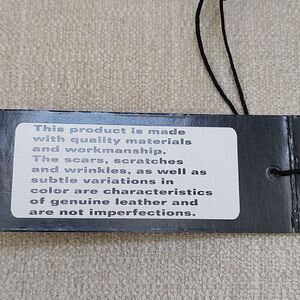 This product is made
with quality materials
and workmanship.
The scars, scratches
and wrinkles, as well as
subtle variations in
color are characteristics
of genuine leather and
are not imperfections.